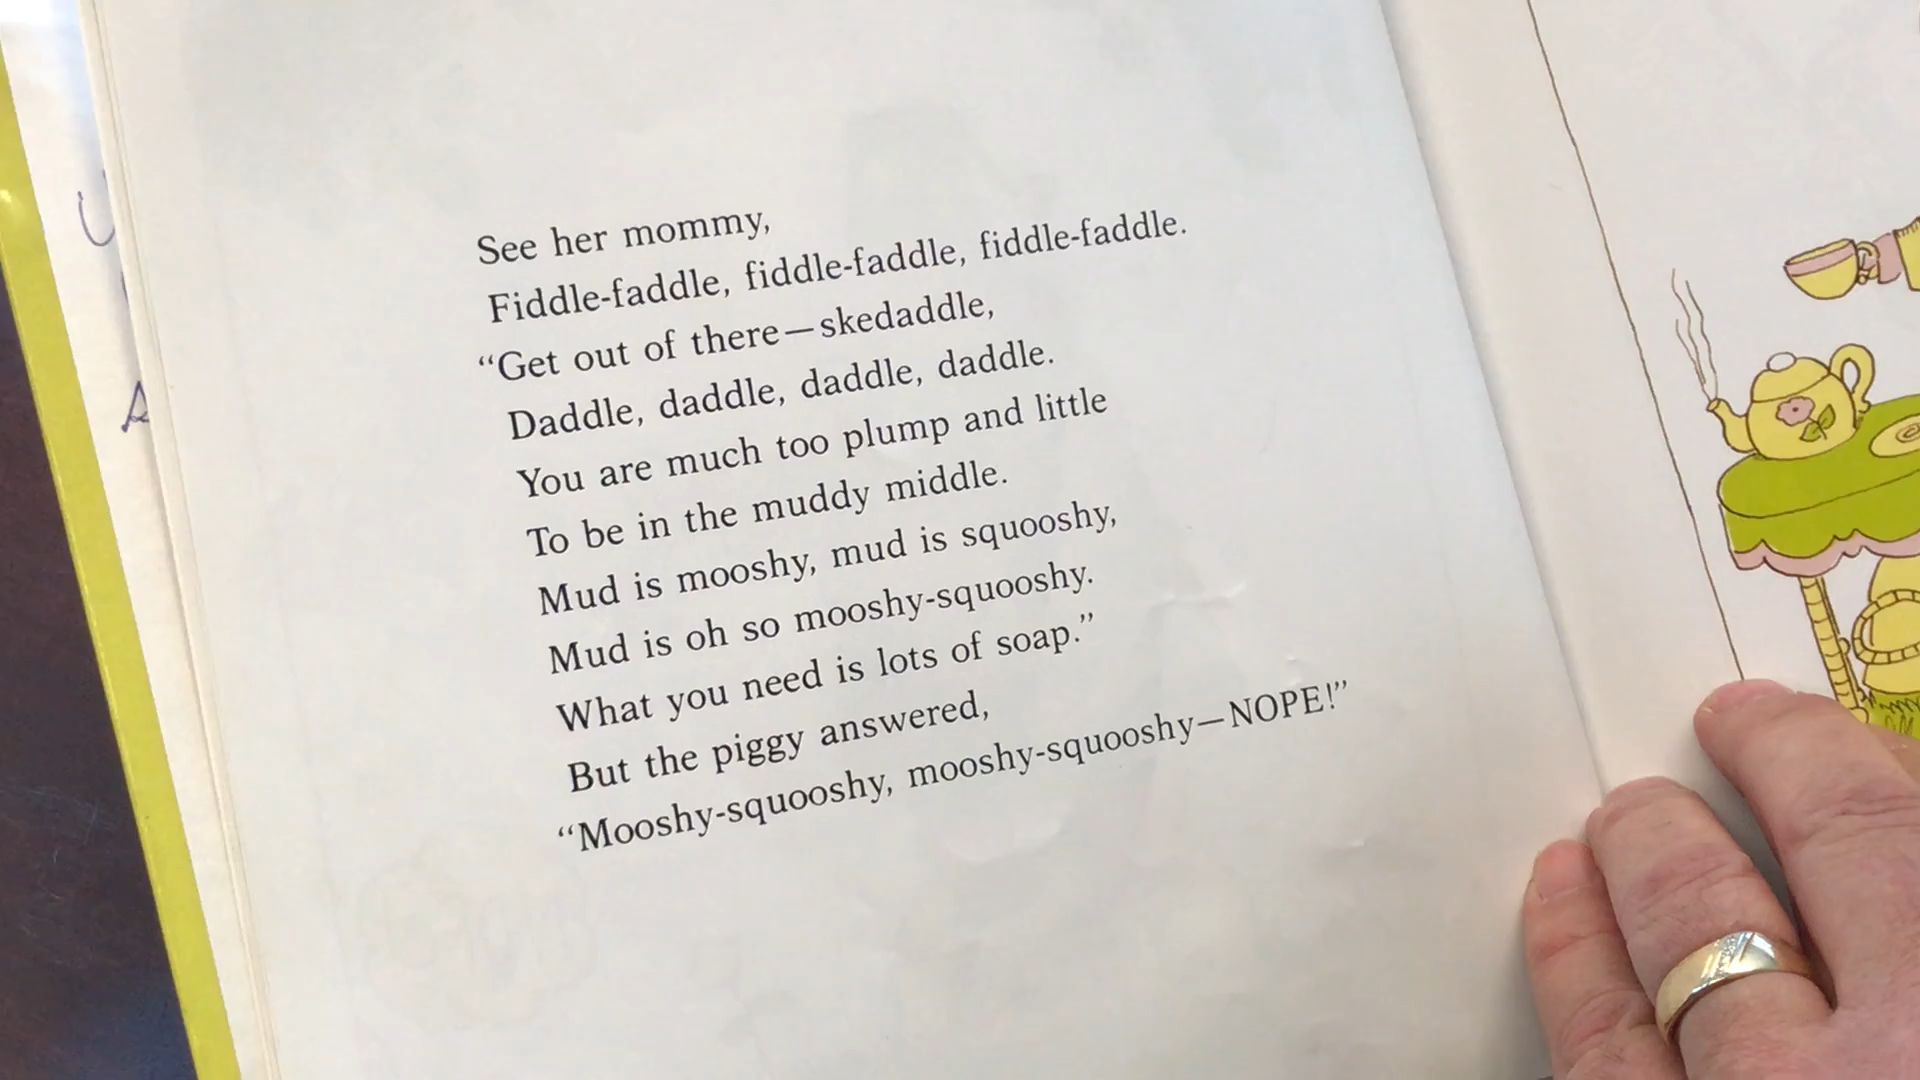 See her mommy,
Fiddle-faddle, fiddle-faddle, fiddle-faddle.
“Get out of there—skedaddle,
Daddle, daddle, daddle, daddle.
You are much too plump and little
To be in the muddy middle.
Mud is mooshy, mud is squooshy,
Mud is oh so mooshy-squooshy.
What you need is lots of soap.”
But the piggy answered,
“Mooshy-squooshy, mooshy-squooshy—NOPE!”